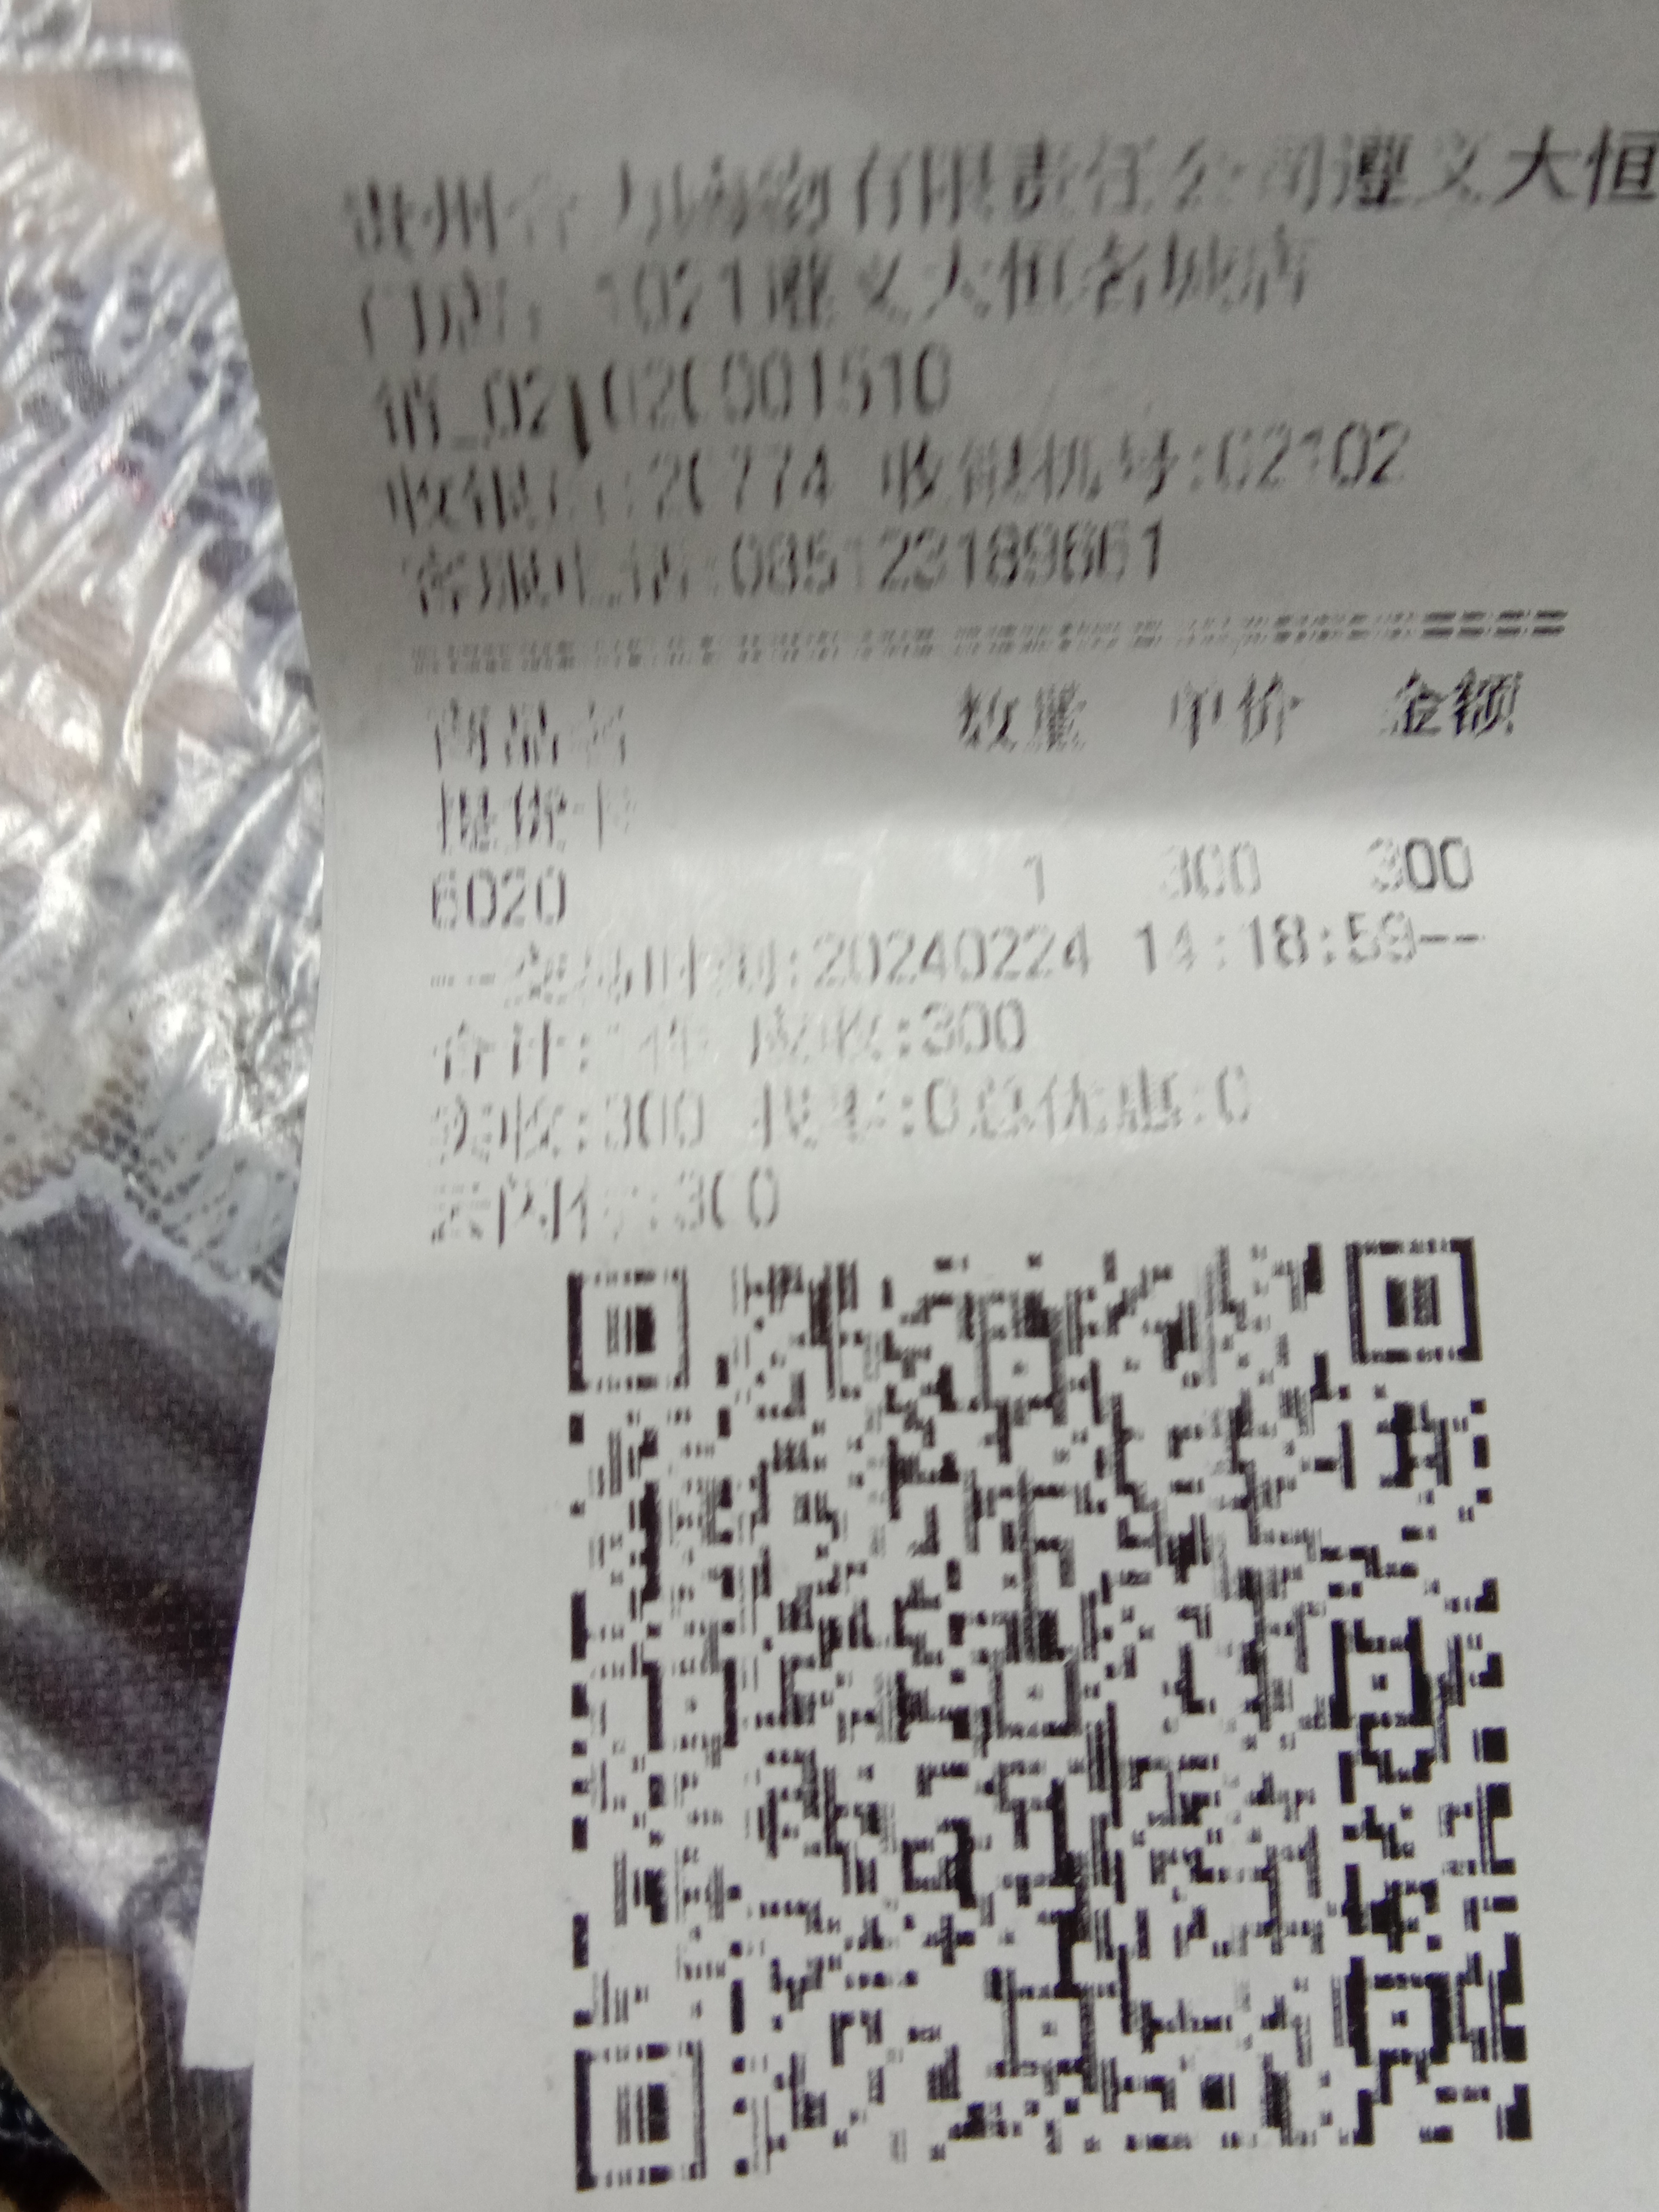 贵州合力购物有限责任公司遵义大恒
门店: 1021遵义大恒名城店
销_02102C001510
收银员:20774 收银机号:02102
客服电话:085123189661
商品名 数量 单价 金额
提货卡
6020 1 300 300
--交易时间:20240224 14:18:59--
合计:1件 应收:300
实收:300 找零:0总优惠:0
云闪付:300